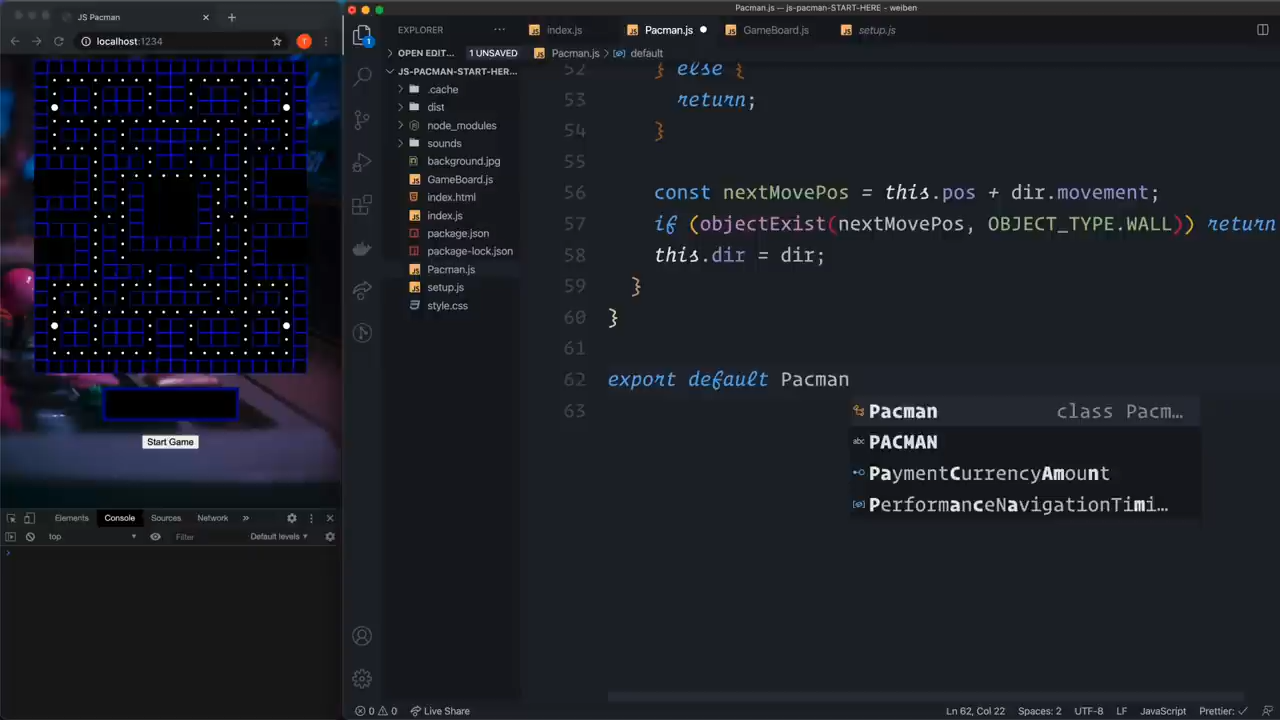 JS Pacman
localhost:1234
T
Start Game
Elements
Console
Sources
Network
»
top
Filter
Default levels
Pacman.js — js-pacman-START-HERE - weiben
EXPLORER
OPEN EDIT...
1 UNSAVED
JS-PACMAN-START-HER...
.cache
dist
node_modules
sounds
background.jpg
GameBoard.js
index.html
index.js
package.json
package-lock.json
Pacman.js
setup.js
style.css
1
index.js
Pacman.js
GameBoard.js
setup.js
Pacman.js > default
52 } else {
53 return;
54 }
55
56 const nextMovePos = this.pos + dir.movement;
57 if (objectExist(nextMovePos, OBJECT_TYPE.WALL)) return
58 this.dir = dir;
59 }
60 }
61
62 export default Pacman
63
Pacman class Pacm...
abc PACMAN
PaymentCurrencyAmount
PerformanceNavigationTimi...
0 0
Live Share
Ln 62, Col 22
Spaces: 2
UTF-8
LF
JavaScript
Prettier: ✓